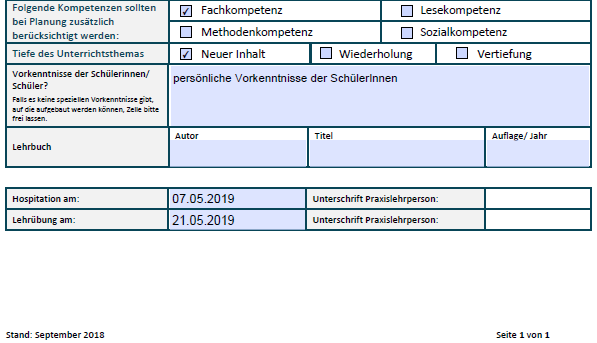 Folgende Kompetenzen sollten
bei Planung zusätzlich
berücksichtigt werden:
Fachkompetenz
Lesekompetenz
Methodenkompetenz
Sozialkompetenz
Tiefe des Unterrichtsthemas
Neuer Inhalt
Wiederholung
Vertiefung
Vorkenntnisse der Schülerinnen/
Schüler?
Falls es keine speziellen Vorkenntnisse gibt,
auf die aufgebaut werden können, Zeile bitte
frei lassen.
persönliche Vorkenntnisse der SchülerInnen
Lehrbuch
Autor
Titel
Auflage/ Jahr
Hospitation am:
07.05.2019
Unterschrift Praxislehrperson:
Lehrübung am:
21.05.2019
Unterschrift Praxislehrperson:
Stand: September 2018
Seite 1 von 1